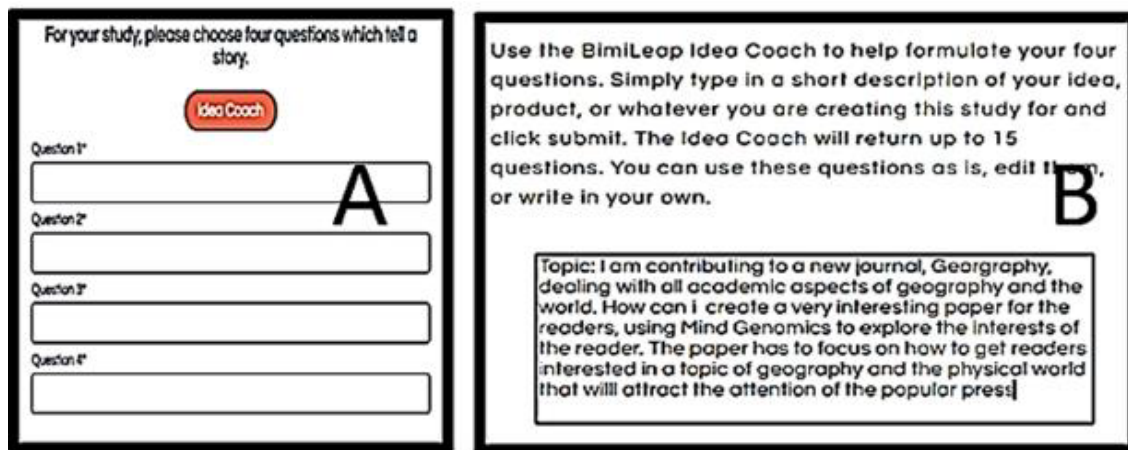 For your study, please choose four questions which tell a
story.
Idea Coach
Question 1*
Question 2*
Question 3*
Question 4*
A
Use the BimiLeap Idea Coach to help formulate your four
questions. Simply type in a short description of your idea,
product, or whatever you are creating this study for and
click submit. The Idea Coach will return up to 15
questions. You can use these questions as is, edit them,
or write in your own.
B
Topic: I am contributing to a new journal, Georgraphy,
dealing with all academic aspects of geography and the
world. How can i create a very interesting paper for the
readers, using Mind Genomics to explore the interests of
the reader. The paper has to focus on how to get readers
interested in a topic of geography and the physical world
that willl attract the attention of the popular press